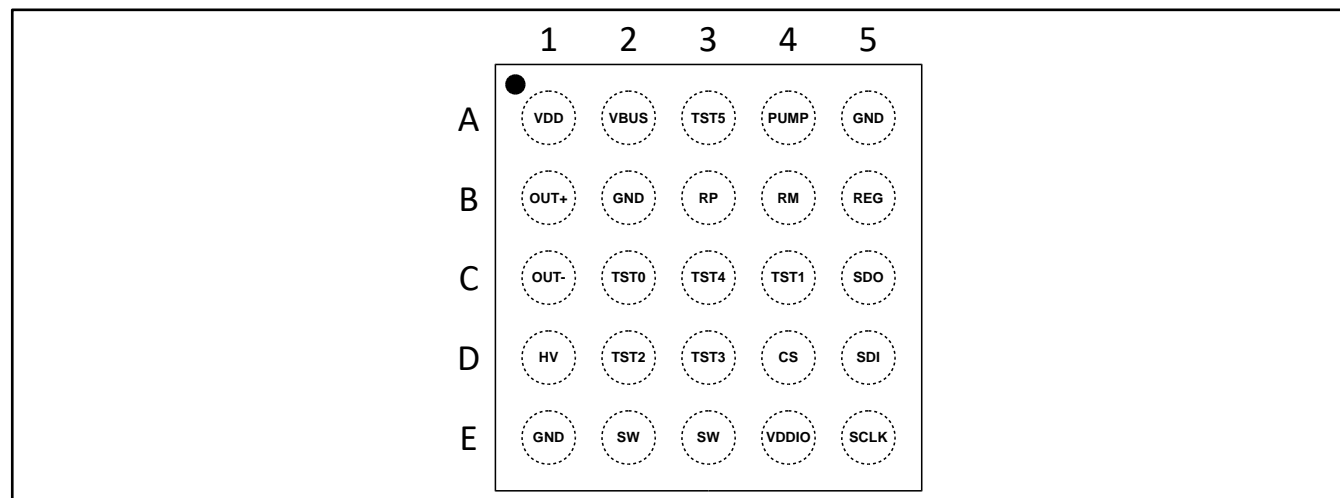 1 2 3 4 5
A VDD VBUS TST5 PUMP GND
B OUT+ GND RP RM REG
C OUT- TST0 TST4 TST1 SDO
D HV TST2 TST3 CS SDI
E GND SW SW VDDIO SCLK